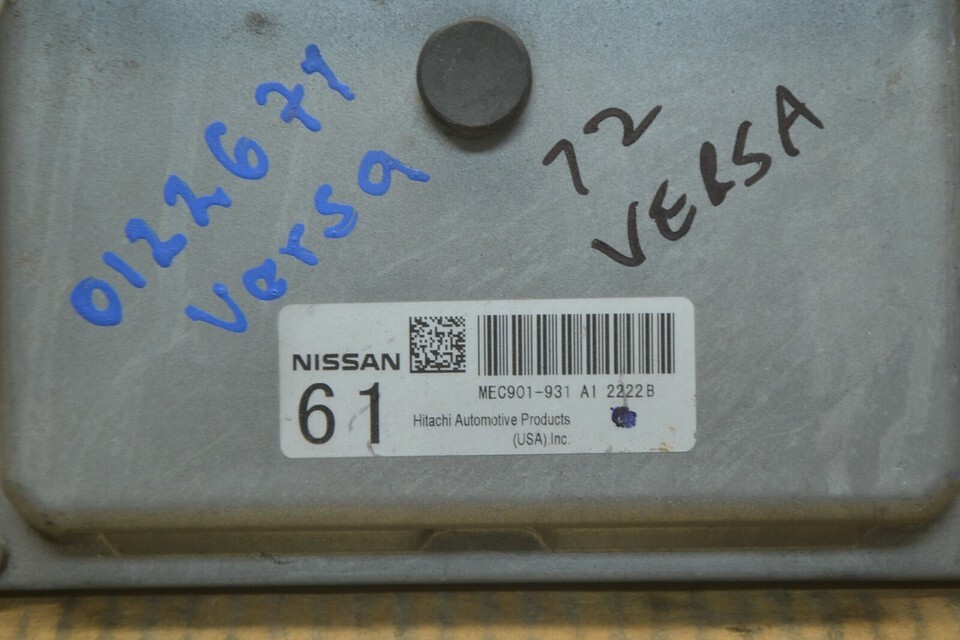 0122671
Versa
12
VERSA
NISSAN
61
MEC901-931 A1 2222B
Hitachi Automotive Products
(USA).Inc.